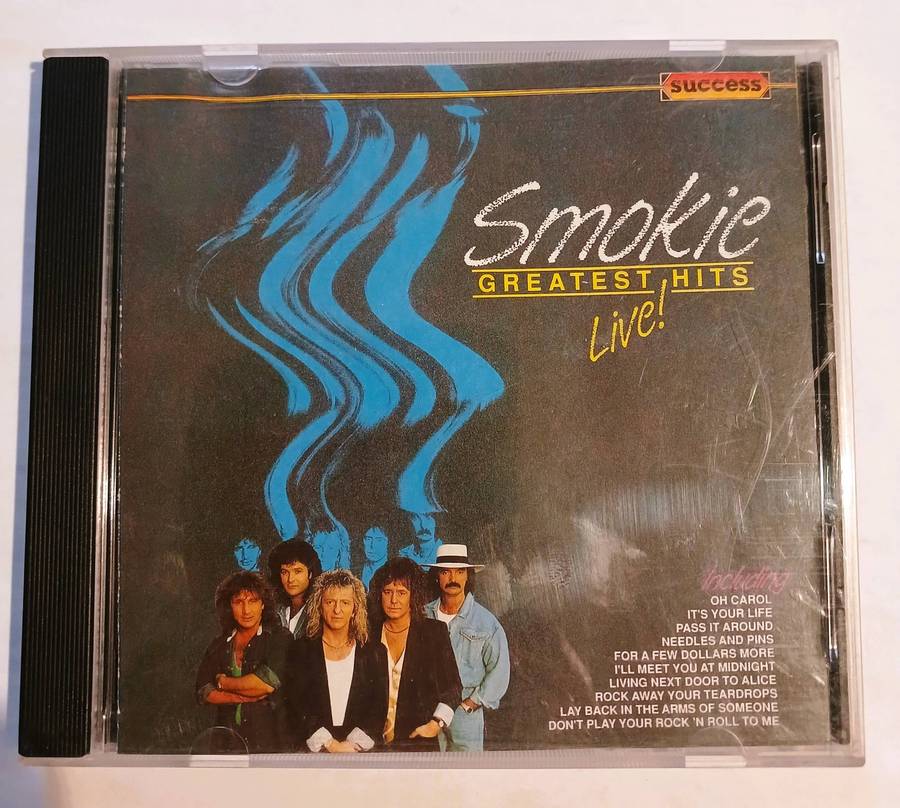 success
Smokie
GREATEST HITS
Live!
Including
OH CAROL
IT'S YOUR LIFE
PASS IT AROUND
NEEDLES AND PINS
FOR A FEW DOLLARS MORE
I'LL MEET YOU AT MIDNIGHT
LIVING NEXT DOOR TO ALICE
ROCK AWAY YOUR TEARDROPS
LAY BACK IN THE ARMS OF SOMEONE
DON'T PLAY YOUR ROCK 'N ROLL TO ME